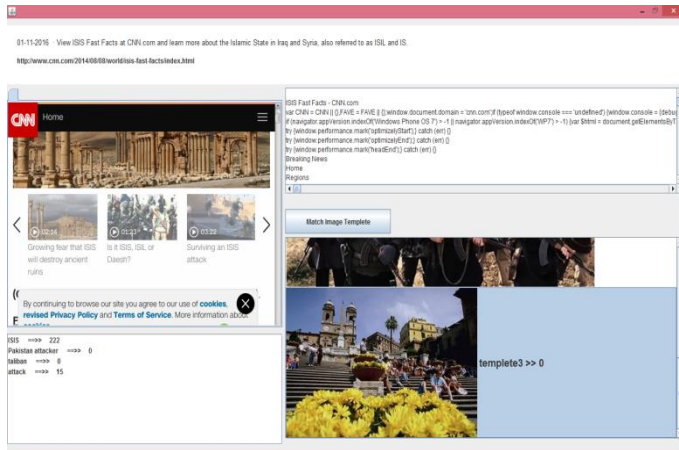 01-11-2016 · View ISIS Fast Facts at CNN.com and learn more about the Islamic State in Iraq and Syria, also referred to as ISIL and IS.
http://www.cnn.com/2014/08/08/world/isis-fast-facts/index.html
CNN
Home
02:14
01:23
03:22
Growing fear that ISIS
will destroy ancient
ruins
Is it ISIS, ISIL or
Daesh?
Surviving an ISIS
attack
By continuing to browse our site you agree to our use of cookies,
revised Privacy Policy and Terms of Service. More information about
cookies
ISIS ==>> 222
Pakistan attacker ==>> 0
taliban ==>> 0
attack ==>> 15
ISIS Fast Facts - CNN.com
var CNN = CNN || {},FAVE = FAVE || {};window.document.domain = 'cnn.com';if (typeof window.console === 'undefined') {window.console = {debug
if (navigator.appVersion.indexOf('Windows Phone OS 7') > -1 || navigator.appVersion.indexOf('WP7') > -1) {var $html = document.getElementsByT
try {window.performance.mark('optimizelyStart');} catch (err) {}
try {window.performance.mark('optimizelyEnd');} catch (err) {}
try {window.performance.mark('headEnd');} catch (err) {}
Breaking News
Home
Regions
Match Image Templete
templete3 >> 0